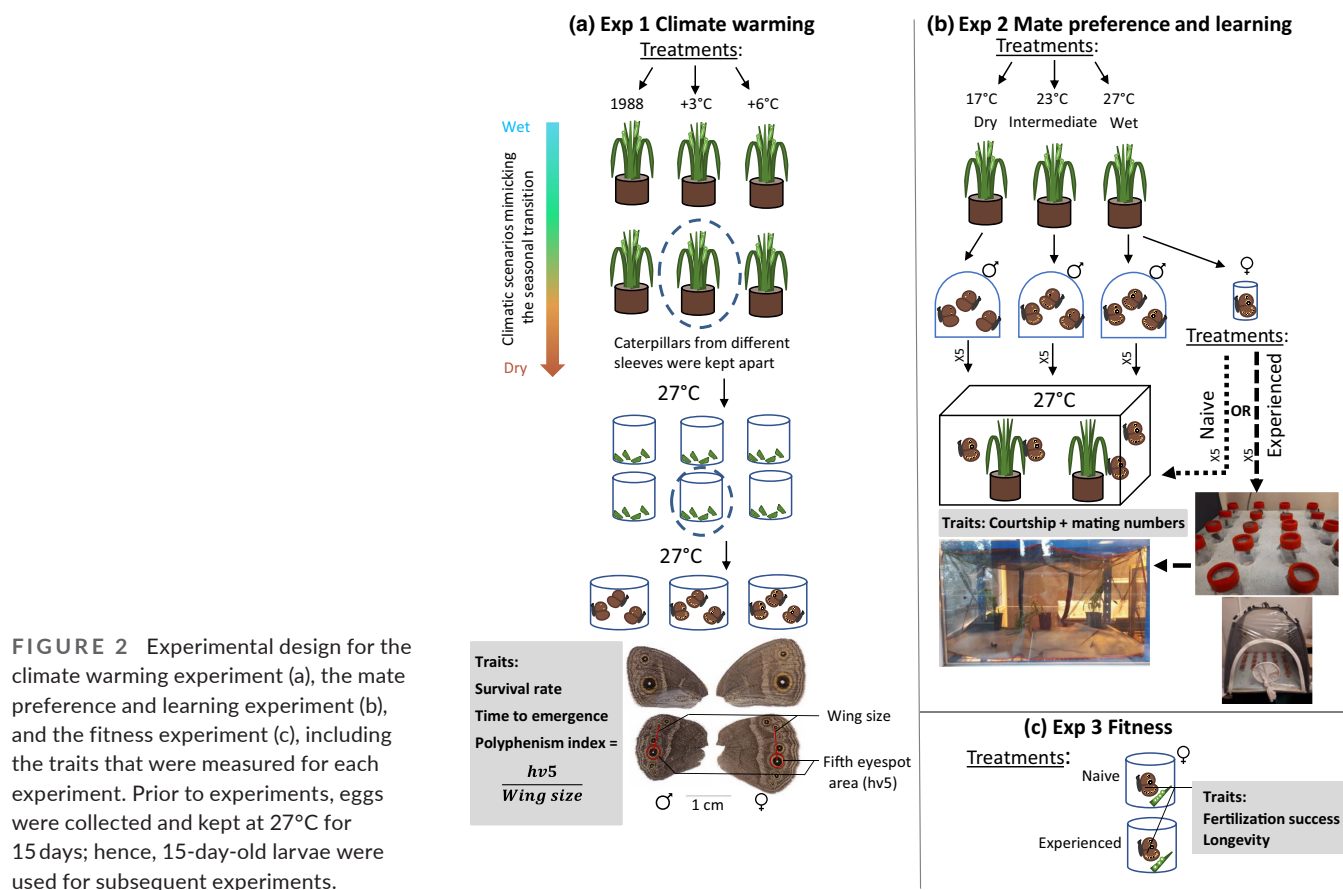 (a) Exp 1 Climate warming
Treatments:
1988 +3°C +6°C
Wet
Climatic scenarios mimicking
the seasonal transition
Dry
Caterpillars from different
sleeves were kept apart
27°C
27°C
Traits:
Survival rate
Time to emergence
Polyphenism index =
hv5
Wing size
Wing size
Fifth eyespot
area (hv5)
♂ 1 cm ♀
(b) Exp 2 Mate preference and learning
Treatments:
17°C 23°C 27°C
Dry Intermediate Wet
♂ ♂ ♂ ♀
X5 X5 X5
Treatments:
27°C
Naive
X5
OR
Experienced
X5
Traits: Courtship + mating numbers
(c) Exp 3 Fitness
Treatments:
♀
Naive
Experienced
Traits:
Fertilization success
Longevity
FIGURE 2 Experimental design for the
climate warming experiment (a), the mate
preference and learning experiment (b),
and the fitness experiment (c), including
the traits that were measured for each
experiment. Prior to experiments, eggs
were collected and kept at 27°C for
15 days; hence, 15-day-old larvae were
used for subsequent experiments.